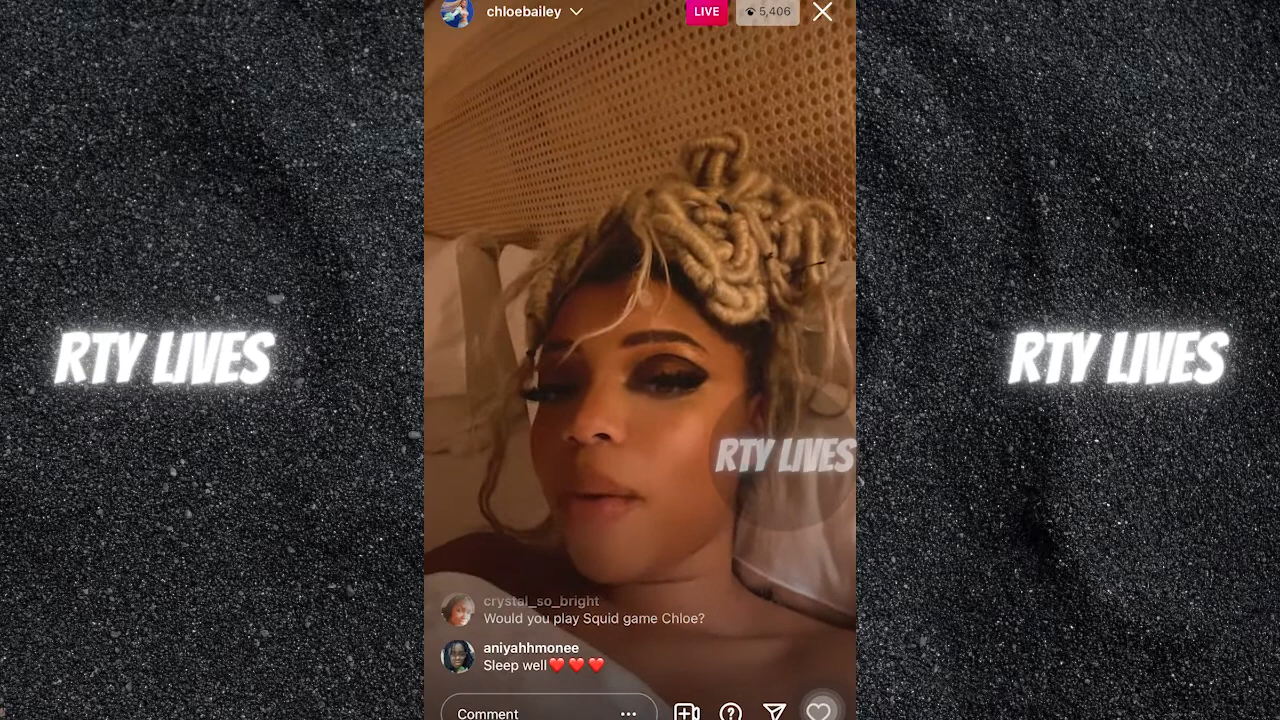 chloebailey
LIVE
5,406
RTY LIVES
RTY LIVES
RTY LIVES
crystal_so_bright
Would you play Squid game Chloe?
aniyahhmonee
Sleep well❤️❤️❤️
Comment